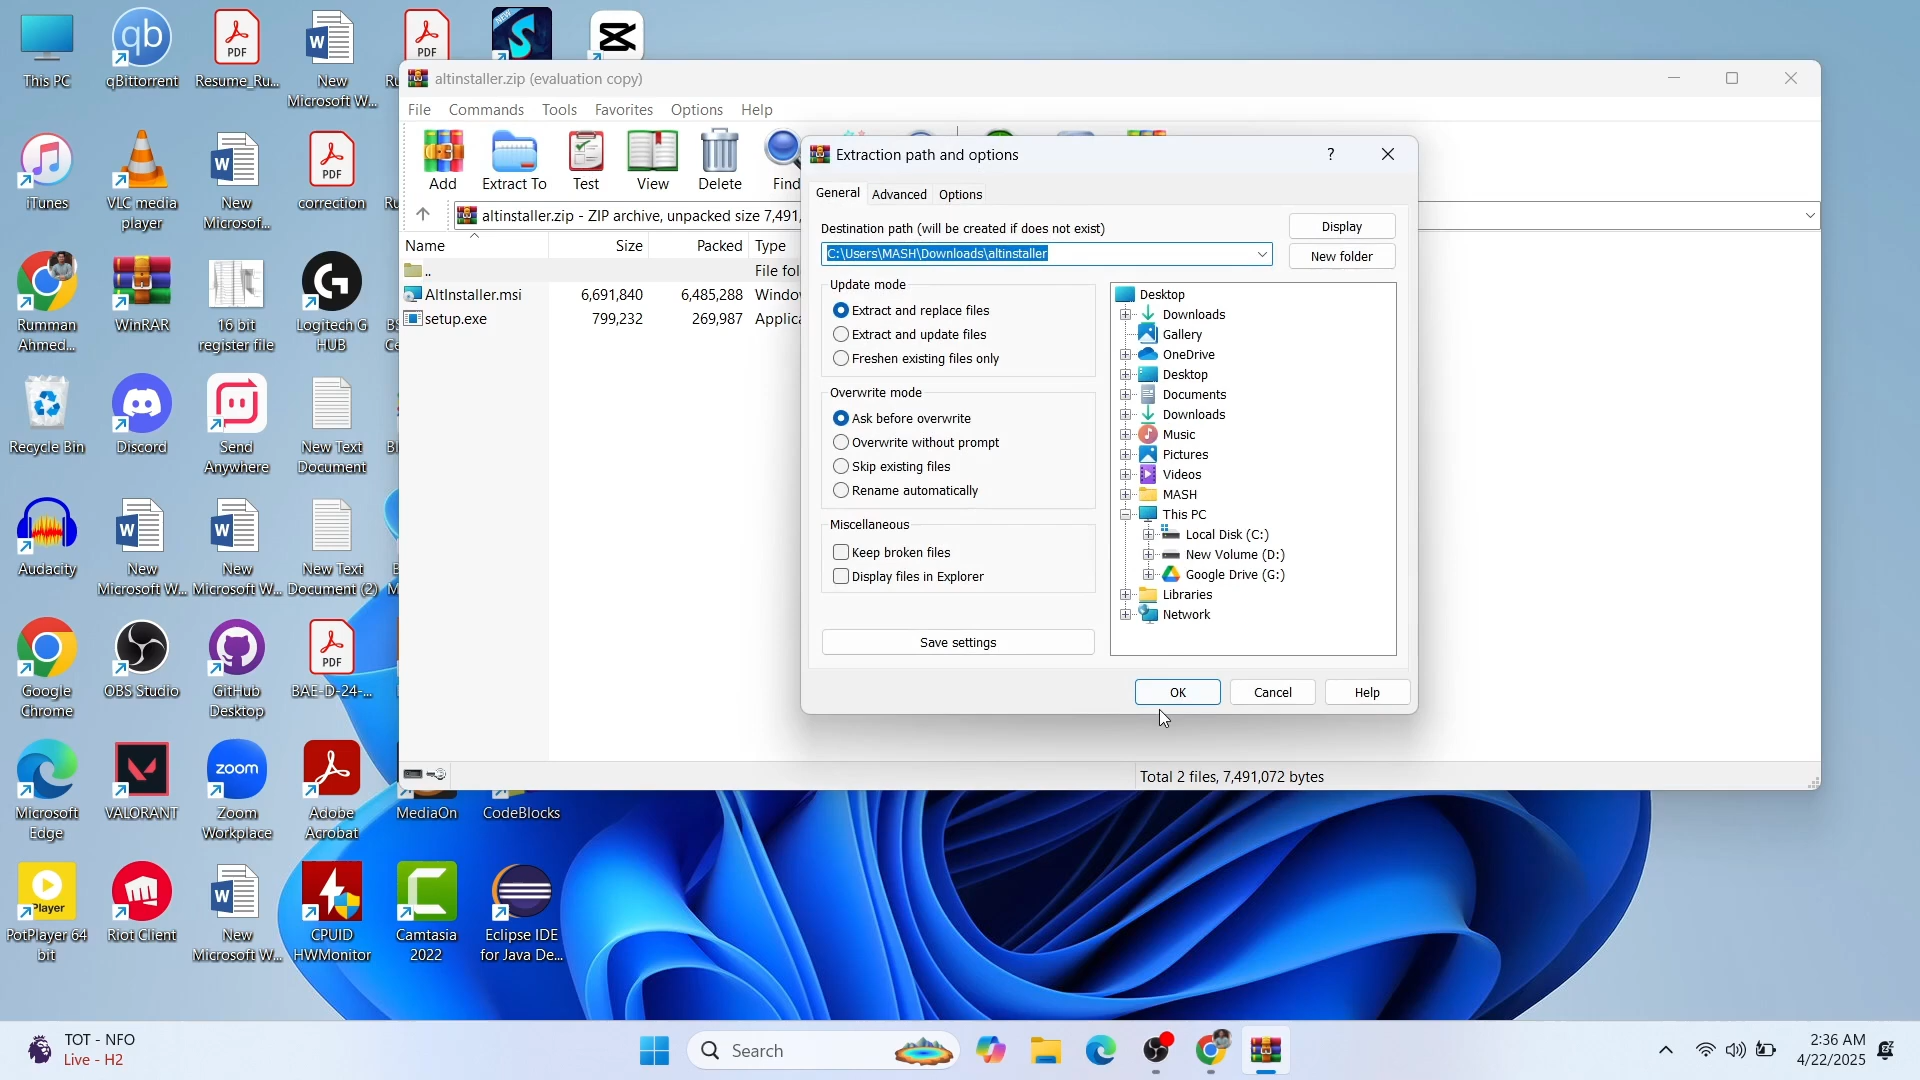 This PC
qBittorrent
Resume_Ru...
New
Microsoft W...
iTunes
VLC media
player
New
Microsof...
correction
Rumman
Ahmed...
WinRAR
16 bit
register file
Logitech G
HUB
Recycle Bin
Discord
Send
Anywhere
New Text
Document
Audacity
New
Microsoft W...
New
Microsoft W...
New Text
Document (2)
Google
Chrome
OBS Studio
GitHub
Desktop
BAE-D-24-...
Microsoft
Edge
VALORANT
Zoom
Workplace
Adobe
Acrobat
MediaOn
CodeBlocks
PotPlayer 64
bit
Riot Client
New
Microsoft W...
CPUID
HWMonitor
Camtasia
2022
Eclipse IDE
for Java De...
altinstaller.zip (evaluation copy)
File Commands Tools Favorites Options Help
Add Extract To Test View Delete Find
altinstaller.zip - ZIP archive, unpacked size 7,491,
Name Size Packed Type
.. File fol
AltInstaller.msi 6,691,840 6,485,288 Window
setup.exe 799,232 269,987 Applica
Total 2 files, 7,491,072 bytes
Extraction path and options
General Advanced Options
Destination path (will be created if does not exist)
C:\Users\MASH\Downloads\altinstaller
Display
New folder
Update mode
Extract and replace files
Extract and update files
Freshen existing files only
Overwrite mode
Ask before overwrite
Overwrite without prompt
Skip existing files
Rename automatically
Miscellaneous
Keep broken files
Display files in Explorer
Save settings
Desktop
Downloads
Gallery
OneDrive
Desktop
Documents
Downloads
Music
Pictures
Videos
MASH
This PC
Local Disk (C:)
New Volume (D:)
Google Drive (G:)
Libraries
Network
OK Cancel Help
TOT - NFO
Live - H2
Search
2:36 AM
4/22/2025